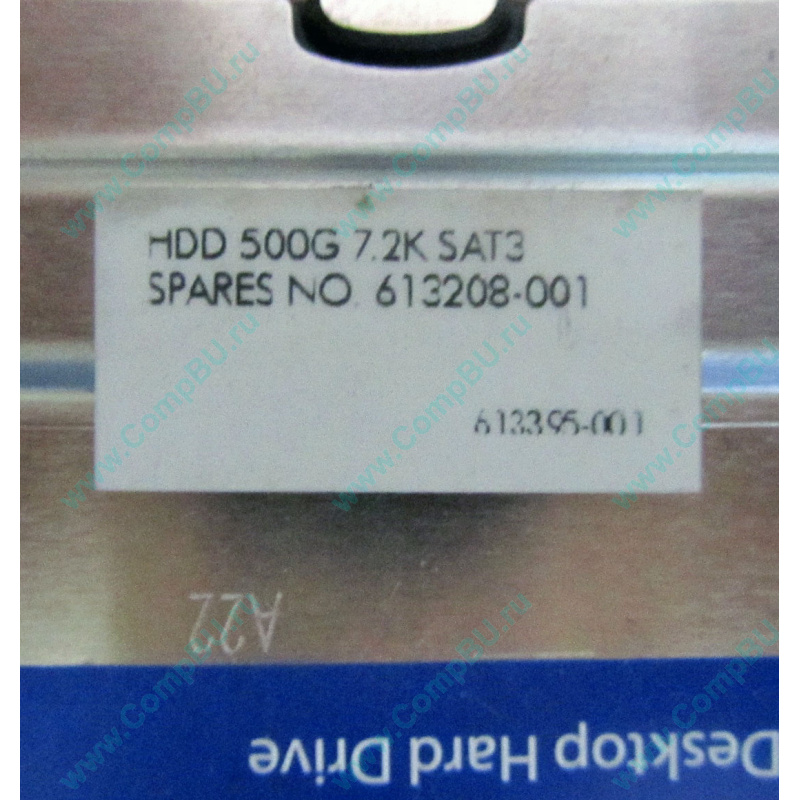 HDD 500G 7.2K SAT3
SPARES NO. 613208-001
613395-001
A22
Desktop Hard Drive
www.CompBU.ru